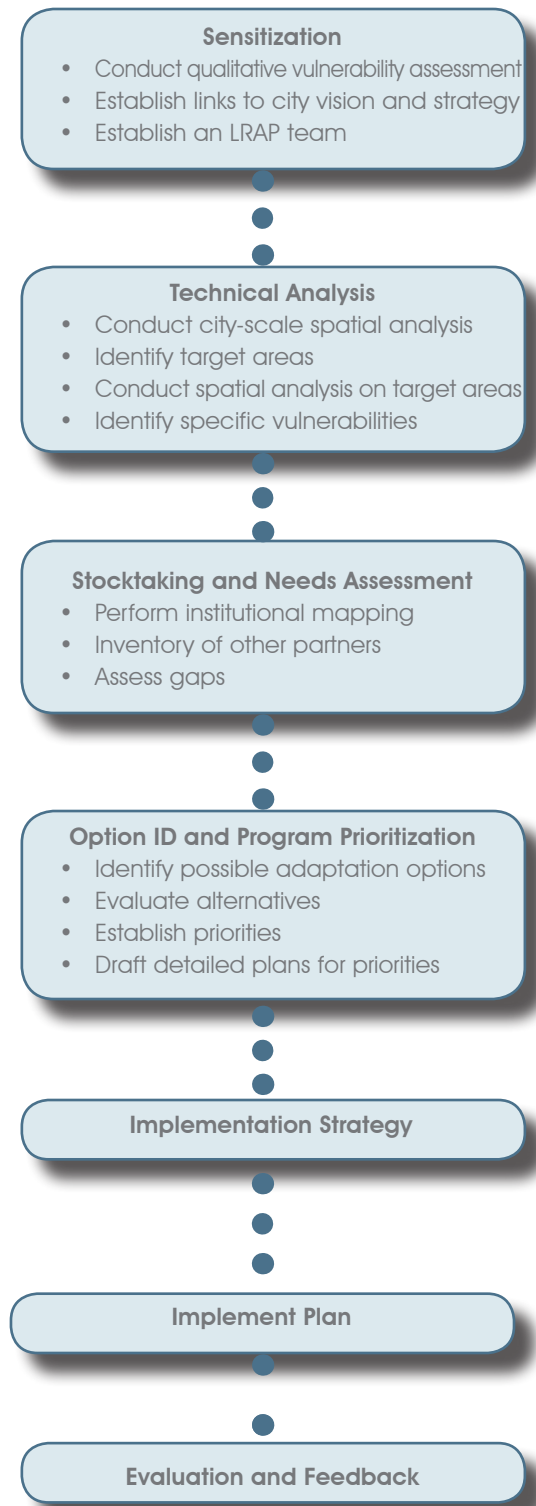 Sensitization
• Conduct qualitative vulnerability assessment
• Establish links to city vision and strategy
• Establish an LRAP team
Technical Analysis
• Conduct city-scale spatial analysis
• Identify target areas
• Conduct spatial analysis on target areas
• Identify specific vulnerabilities
Stocktaking and Needs Assessment
• Perform institutional mapping
• Inventory of other partners
• Assess gaps
Option ID and Program Prioritization
• Identify possible adaptation options
• Evaluate alternatives
• Establish priorities
• Draft detailed plans for priorities
Implementation Strategy
Implement Plan
Evaluation and Feedback